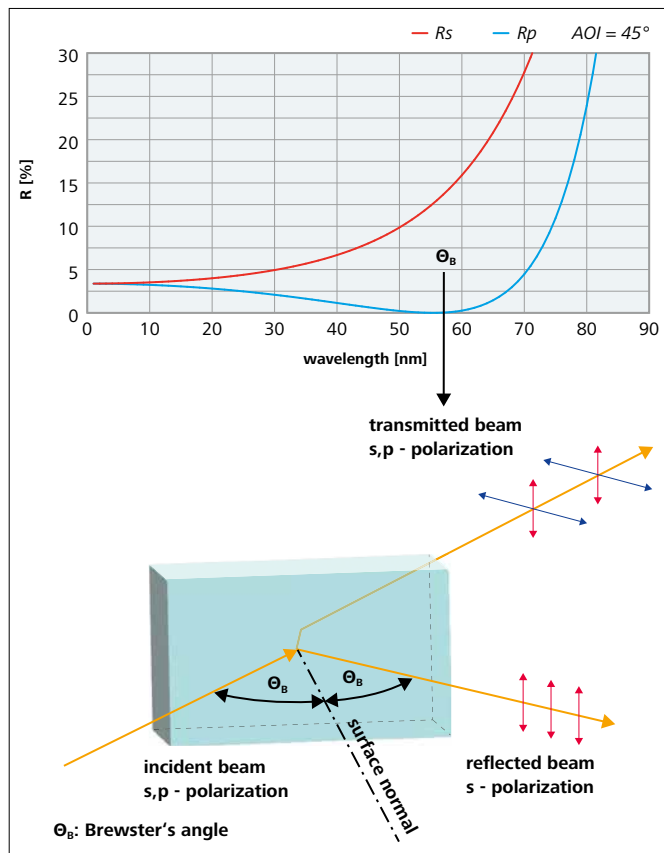 — Rs — Rp AOI = 45°
30
25
20
15
10
5
0
R [%]
ΘB
0 10 20 30 40 50 60 70 80 90
wavelength [nm]
transmitted beam
s,p - polarization
ΘB
ΘB
surface normal
incident beam
s,p - polarization
reflected beam
s - polarization
ΘB: Brewster‘s angle